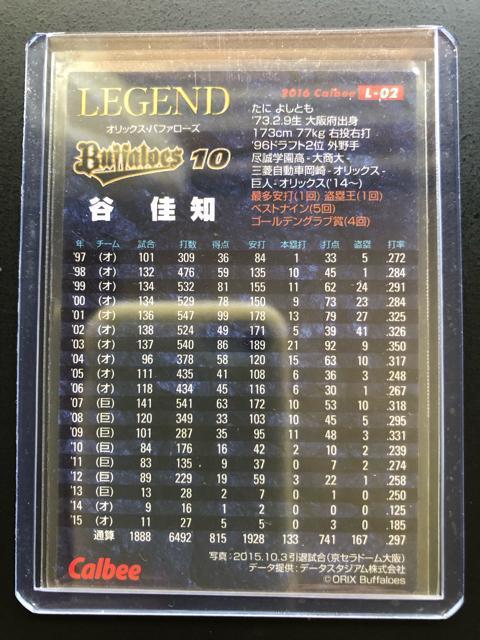 2016 Calbee L-02
LEGEND
オリックス・バファローズ
Buffaloes 10
谷 佳知
たに よしとも
'73.2.9生 大阪府出身
173cm 77kg 右投右打
'96ドラフト2位 外野手
尽誠学園高 - 大商大 -
三菱自動車岡崎 - オリックス -
巨人 - オリックス('14~)
最多安打(1回) 盗塁王(1回)
ベストナイン(5回)
ゴールデングラブ賞(4回)
年 チーム 試合 打数 得点 安打 本塁打 打点 盗塁 打率
'97 (オ) 101 309 36 84 1 33 5 .272
'98 (オ) 132 476 59 135 10 45 1 .284
'99 (オ) 134 532 81 155 11 62 24 .291
'00 (オ) 134 529 78 150 9 73 23 .284
'01 (オ) 136 547 99 178 13 79 27 .325
'02 (オ) 138 524 49 171 5 39 41 .326
'03 (オ) 137 540 86 189 21 92 9 .350
'04 (オ) 96 378 58 120 15 63 10 .317
'05 (オ) 111 435 41 108 6 36 3 .248
'06 (オ) 118 434 45 116 6 30 1 .267
'07 (巨) 141 541 63 172 10 53 10 .318
'08 (巨) 120 349 33 103 10 45 5 .295
'09 (巨) 101 287 35 95 11 48 3 .331
'10 (巨) 84 176 16 42 2 10 2 .239
'11 (巨) 83 135 9 37 0 7 2 .274
'12 (巨) 89 229 19 59 3 22 1 .258
'13 (巨) 13 28 2 7 0 1 0 .250
'14 (オ) 9 16 1 2 0 0 0 .125
'15 (オ) 11 27 5 5 0 3 0 .185
通算 1888 6492 815 1928 133 741 167 .297
Calbee
写真:2015.10.3引退試合(京セラドーム大阪)
データ提供:データスタジアム株式会社
©ORIX Buffaloes